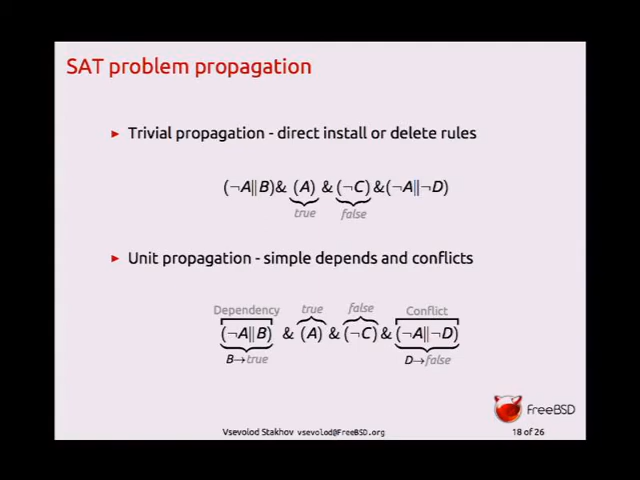 SAT problem propagation
► Trivial propagation - direct install or delete rules
(¬A||B)& (A) & (¬C) &(¬A||¬D)
true false
► Unit propagation - simple depends and conflicts
Dependency true false Conflict
(¬A||B) & (A) & (¬C) & (¬A||¬D)
B→true D→false
FreeBSD
Vsevolod Stakhov vsevolod@FreeBSD.org 18 of 26